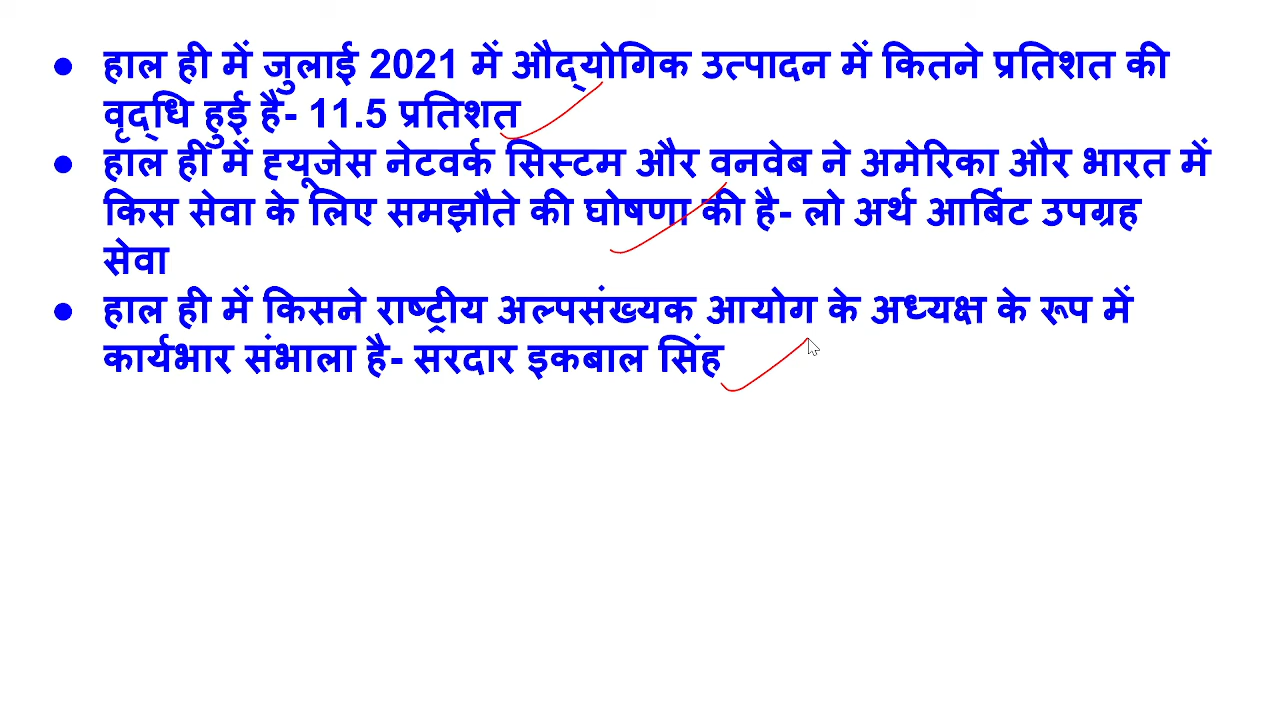 ● हाल ही में जुलाई 2021 में औद्योगिक उत्पादन में कितने प्रतिशत की
वृद्धि हुई है- 11.5 प्रतिशत
● हाल ही में ह्यूजेस नेटवर्क सिस्टम और वनवेब ने अमेरिका और भारत में
किस सेवा के लिए समझौते की घोषणा की है- लो अर्थ आर्बिट उपग्रह
सेवा
● हाल ही में किसने राष्ट्रीय अल्पसंख्यक आयोग के अध्यक्ष के रूप में
कार्यभार संभाला है- सरदार इकबाल सिंह